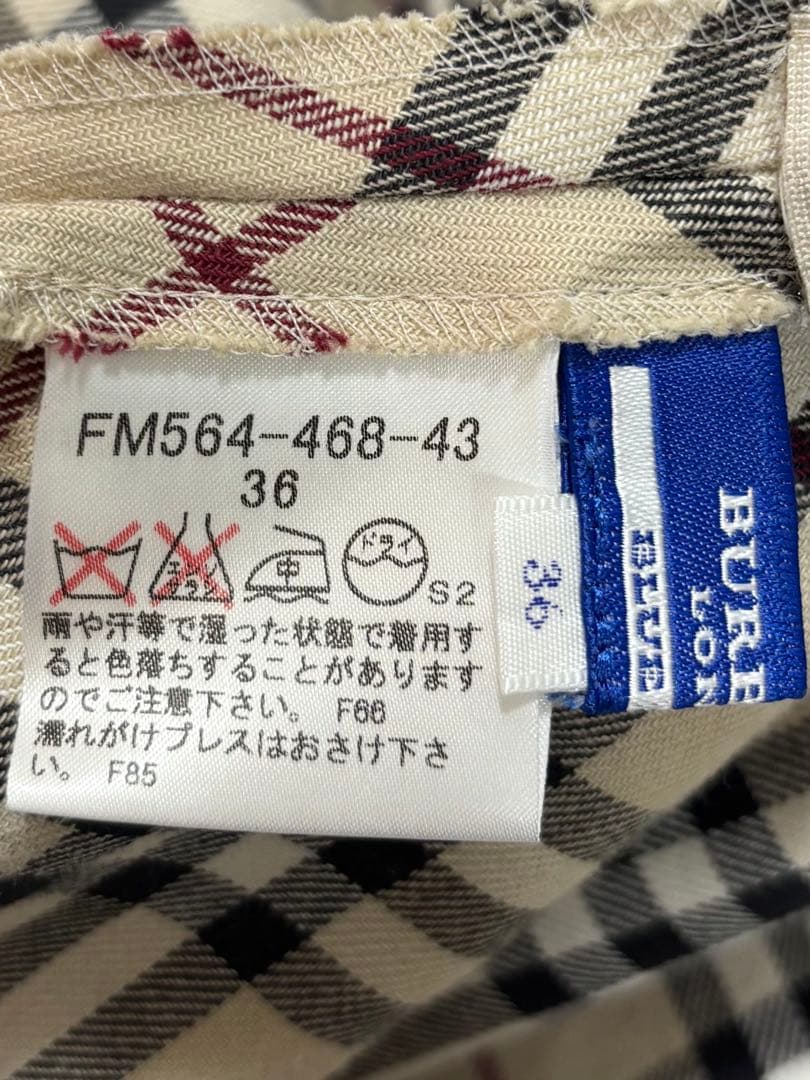 FM564-468-43
36
エンソ
サラシ
中
ドライ
S2
雨や汗等で湿った状態で着用す
ると色落ちすることがあります
のでご注意下さい。 F66
濡れがけプレスはおさけ下さ
い。 F85
36
BLUE